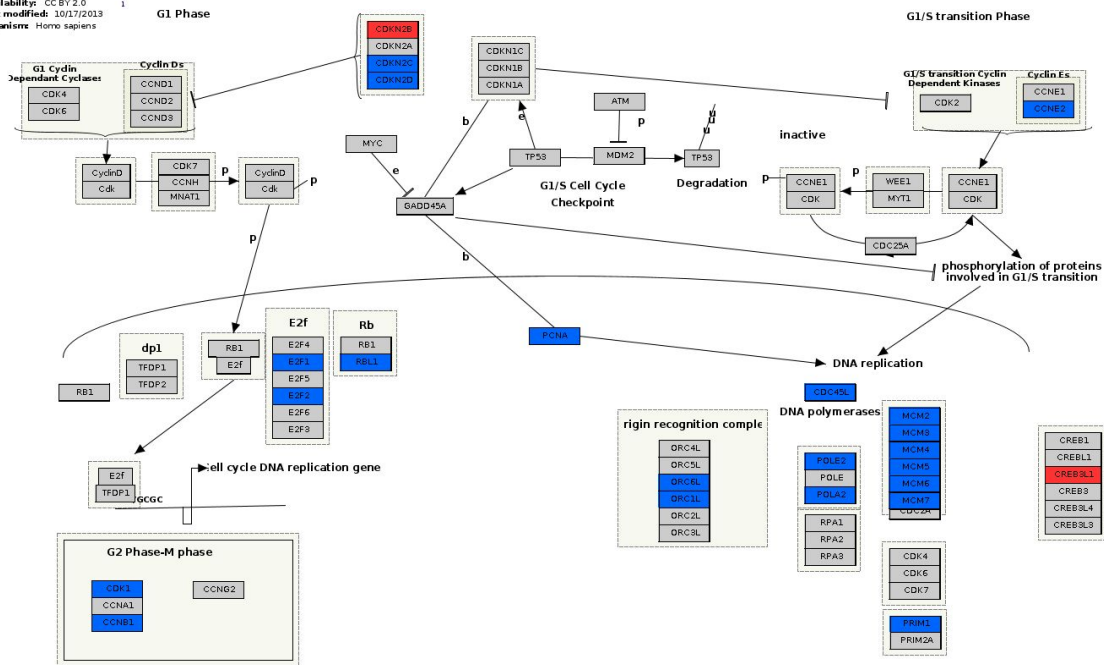 lability: CC BY 2.0
modified: 10/17/2013
anism: Homo sapiens
1
G1 Phase
G1/S transition Phase
CDKN2B
CDKN2A
CDKN2C
CDKN2D
CDKN1C
CDKN1B
CDKN1A
G1 Cyclin
Dependant Cyclases
CDK4
CDK6
Cyclin Ds
CCND1
CCND2
CCND3
G1/S transition Cyclin
Dependent Kinases
CDK2
Cyclin Es
CCNE1
CCNE2
ATM
p
b
e
u
u
u
inactive
MYC
e
TP53
MDM2
TP53
Degradation
G1/S Cell Cycle
Checkpoint
CyclinD
Cdk
CDK7
CCNH
MNAT1
p
CyclinD
Cdk
p
p
CCNE1
CDK
p
WEE1
MYT1
CCNE1
CDK
GADD45A
CDC25A
p
b
phosphorylation of proteins
involved in G1/S transition
dp1
TFDP1
TFDP2
RB1
RB1
E2f
E2f
E2F4
E2F1
E2F5
E2F2
E2F6
E2F3
Rb
RB1
RBL1
PCNA
DNA replication
CDC45L
DNA polymerases
rigin recognition comple
ORC4L
ORC5L
ORC6L
ORC1L
ORC2L
ORC3L
POLE2
POLE
POLA2
RPA1
RPA2
RPA3
MCM2
MCM3
MCM4
MCM5
MCM6
MCM7
CDK4
CDK6
CDK7
PRIM1
PRIM2A
CREB1
CREBL1
CREB3L1
CREB3
CREB3L4
CREB3L3
E2f
TFDP1
GCGC
ell cycle DNA replication gene
G2 Phase-M phase
CDK1
CCNA1
CCNB1
CCNG2